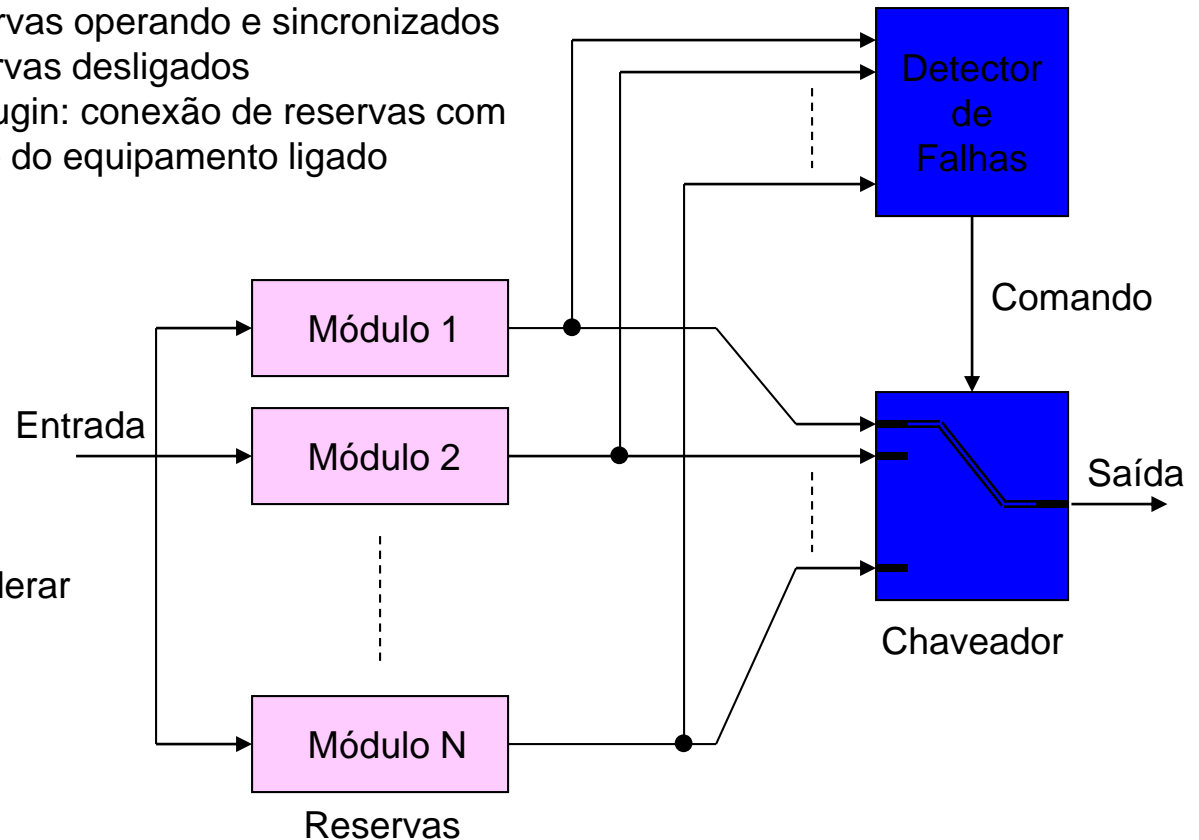 rvas operando e sincronizados
rvas desligados
ugin: conexão de reservas com
do equipamento ligado
Detector
de
Falhas
Comando
Módulo 1
Entrada
Módulo 2
Saída
lerar
Chaveador
Módulo N
Reservas